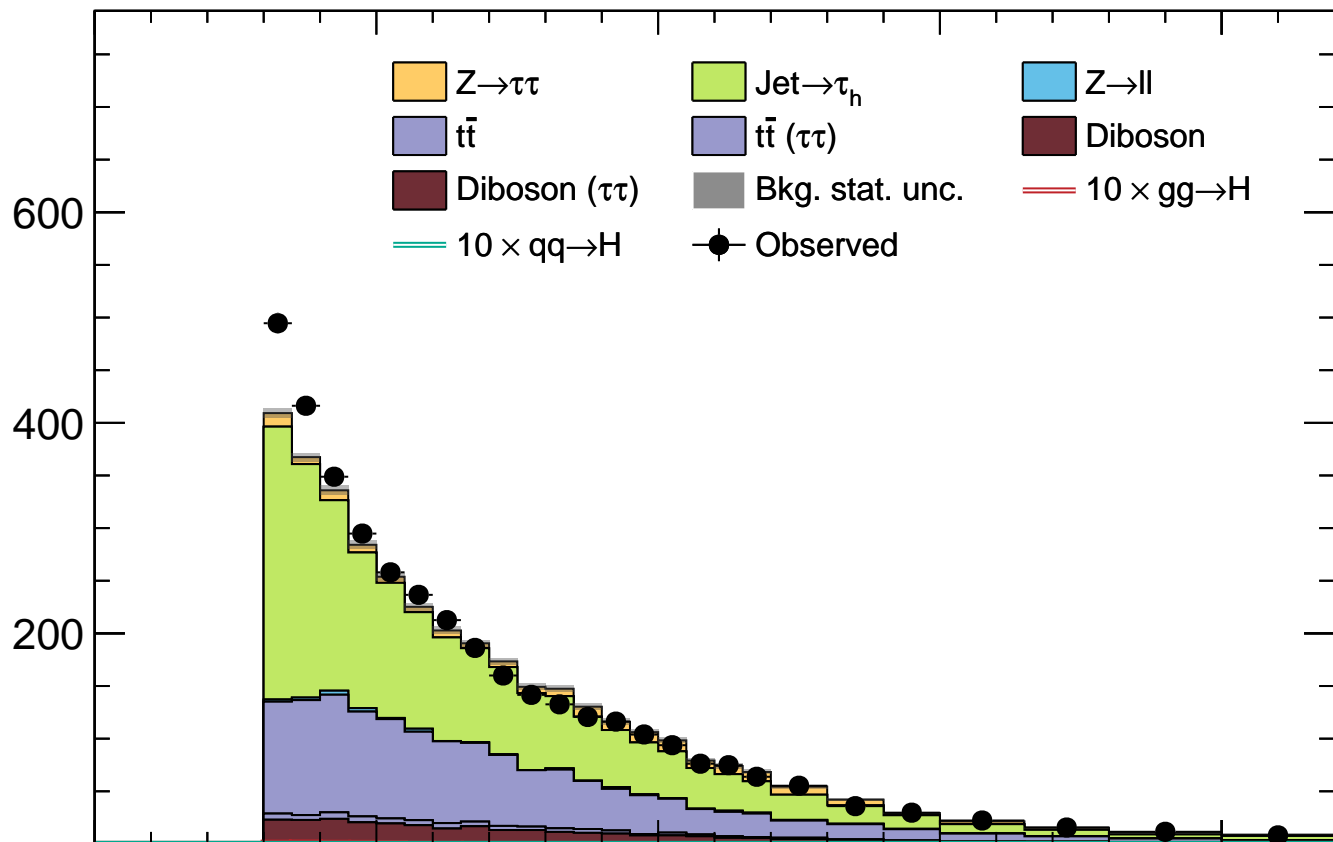 Z→ττ Jet→τ_h Z→ll
tt̄ tt̄ (ττ) Diboson
Diboson (ττ) Bkg. stat. unc. 10 × gg→H
10 × qq→H Observed
600
400
200